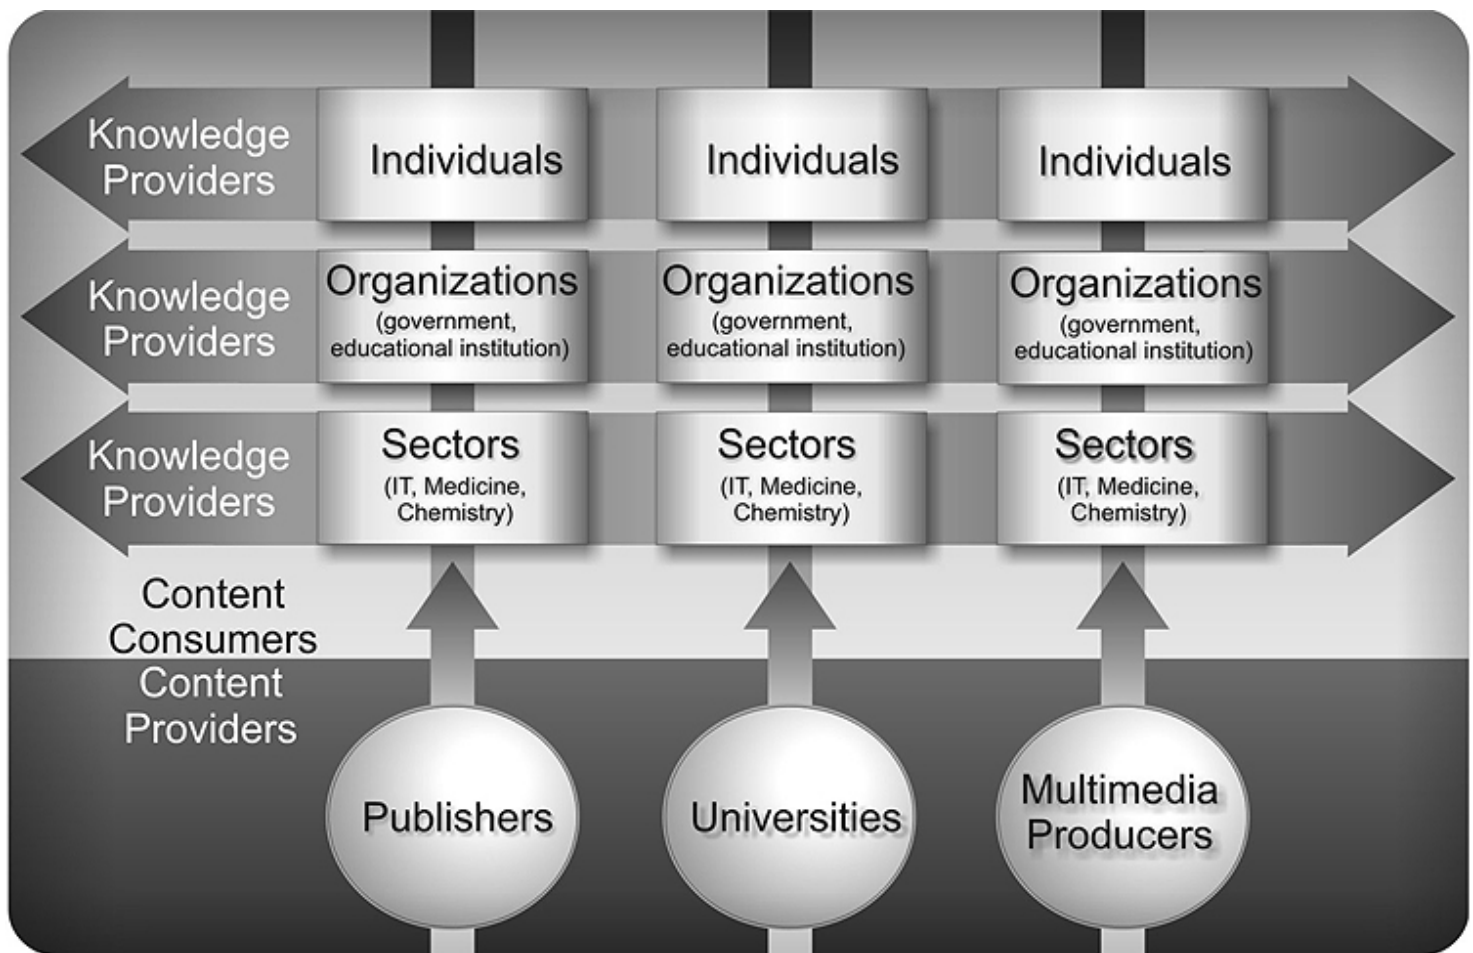 Knowledge
Providers
Individuals
Individuals
Individuals
Knowledge
Providers
Organizations
(government,
educational institution)
Organizations
(government,
educational institution)
Organizations
(government,
educational institution)
Knowledge
Providers
Sectors
(IT, Medicine,
Chemistry)
Sectors
(IT, Medicine,
Chemistry)
Sectors
(IT, Medicine,
Chemistry)
Content
Consumers
Content
Providers
Publishers
Universities
Multimedia
Producers